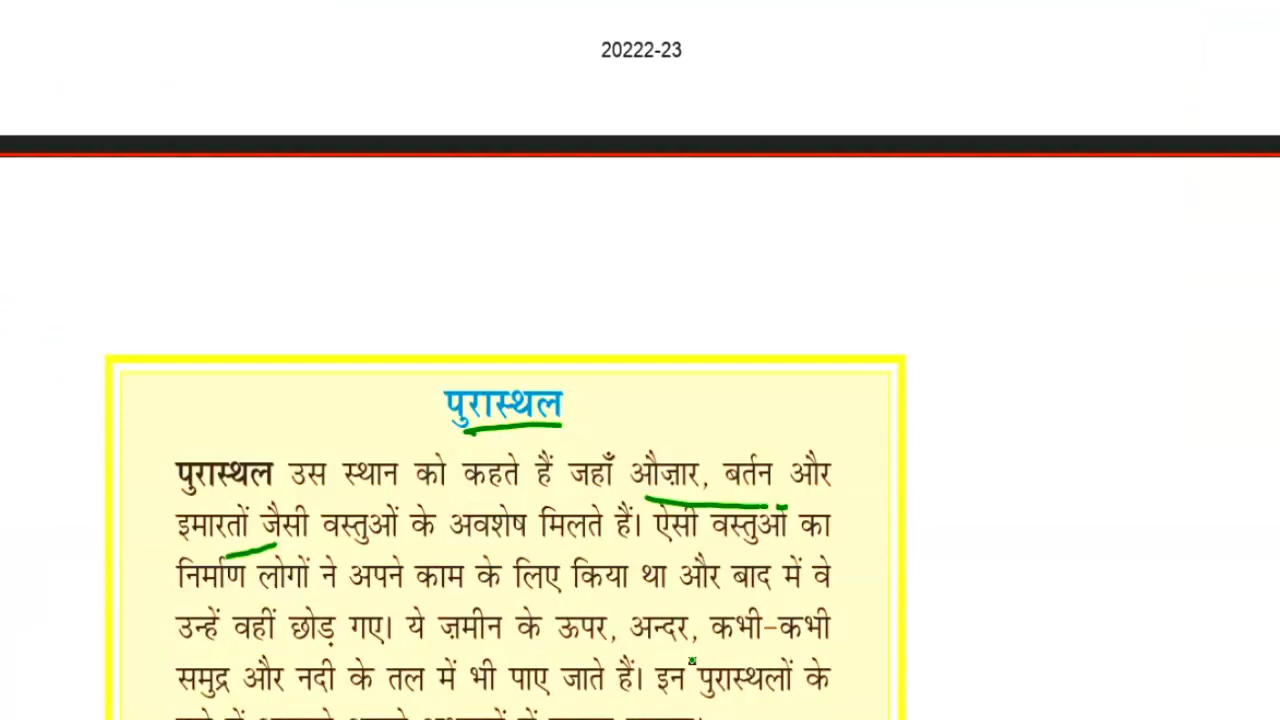 20222-23
पुरास्थल
पुरास्थल उस स्थान को कहते हैं जहाँ औज़ार, बर्तन और
इमारतों जैसी वस्तुओं के अवशेष मिलते हैं। ऐसी वस्तुओं का
निर्माण लोगों ने अपने काम के लिए किया था और बाद में वे
उन्हें वहीं छोड़ गए। ये ज़मीन के ऊपर, अन्दर, कभी-कभी
समुद्र और नदी के तल में भी पाए जाते हैं। इन पुरास्थलों के